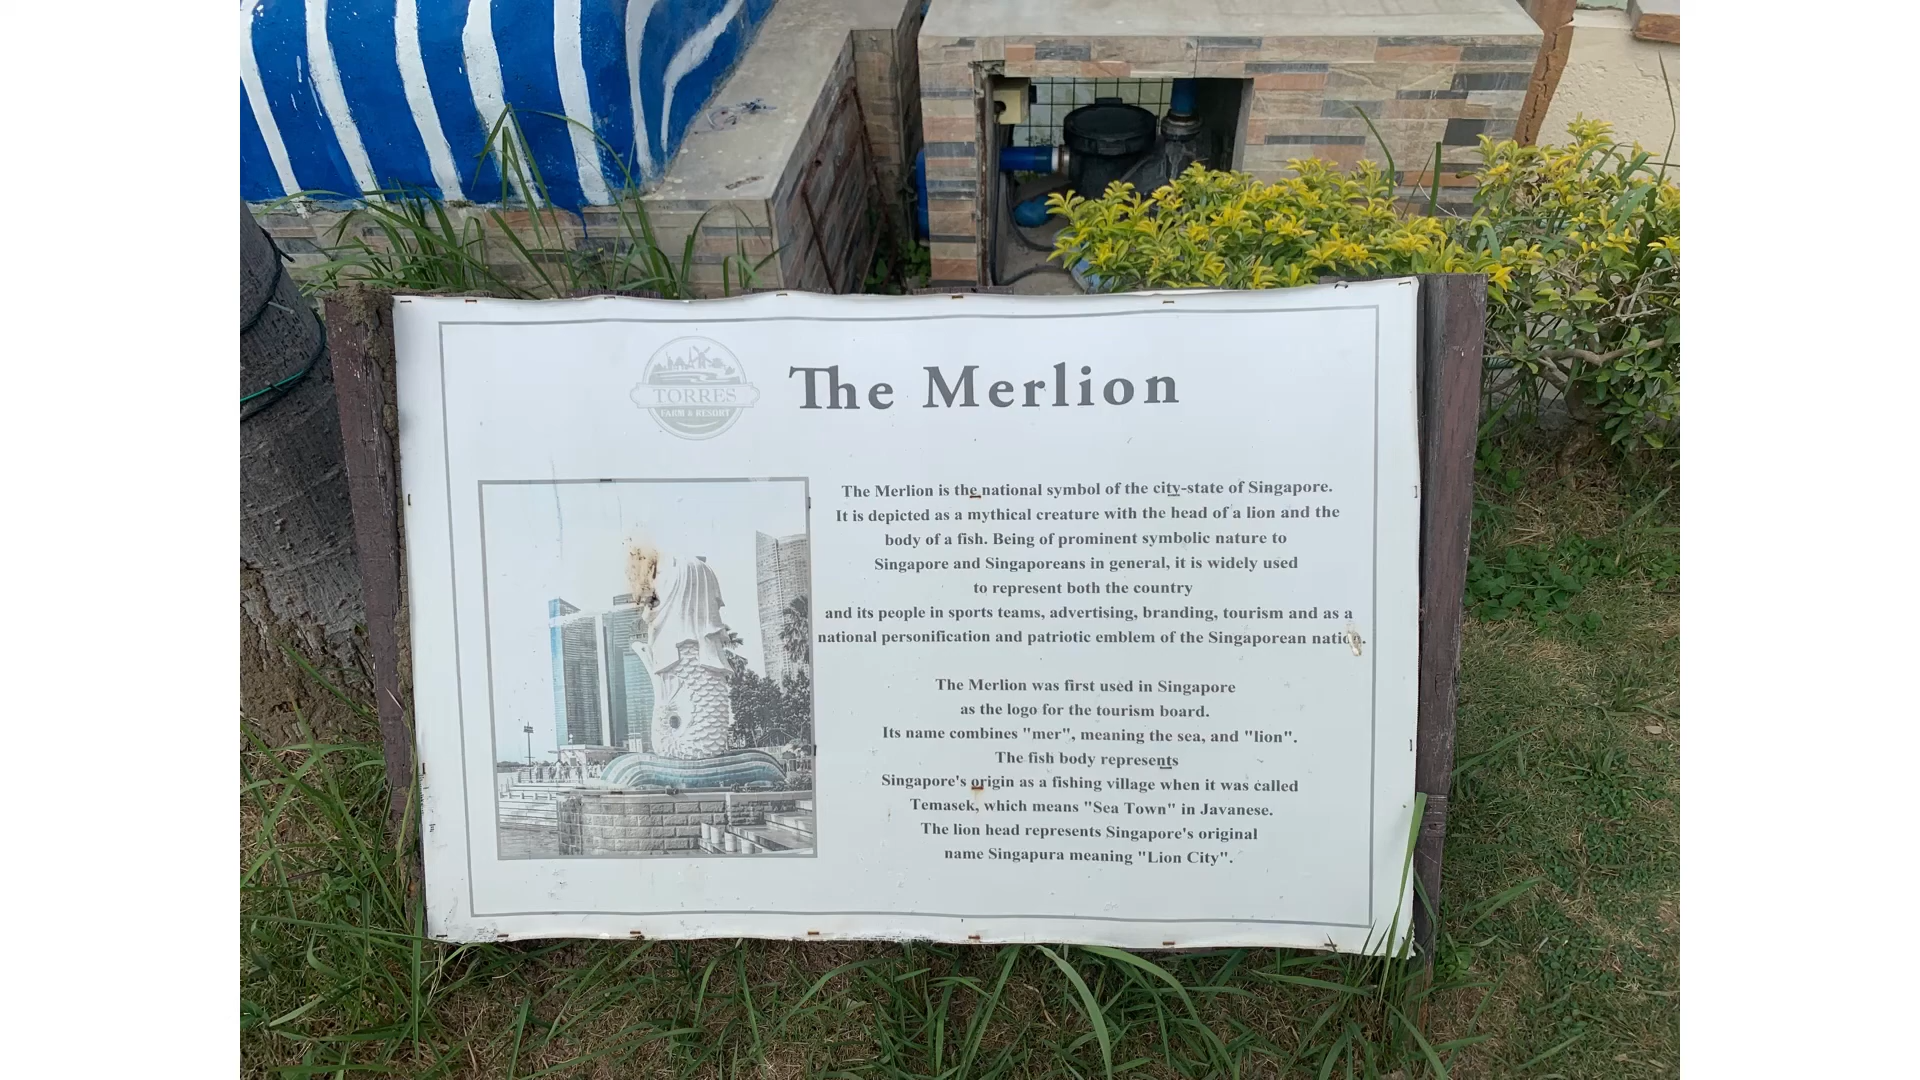 TORRES
FARM & RESORT
The Merlion
The Merlion is the national symbol of the city-state of Singapore.
It is depicted as a mythical creature with the head of a lion and the
body of a fish. Being of prominent symbolic nature to
Singapore and Singaporeans in general, it is widely used
to represent both the country
and its people in sports teams, advertising, branding, tourism and as a
national personification and patriotic emblem of the Singaporean nation.
The Merlion was first used in Singapore
as the logo for the tourism board.
Its name combines "mer", meaning the sea, and "lion".
The fish body represents
Singapore's origin as a fishing village when it was called
Temasek, which means "Sea Town" in Javanese.
The lion head represents Singapore's original
name Singapura meaning "Lion City".